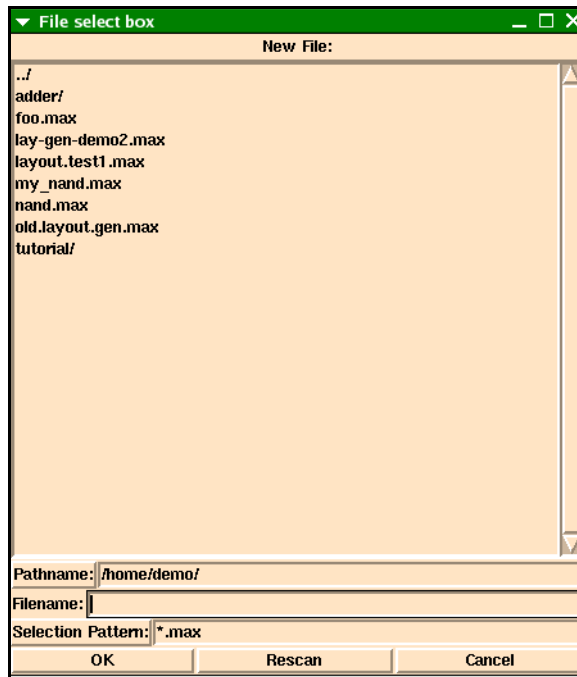 File select box
New File:
../
adder/
foo.max
lay-gen-demo2.max
layout.test1.max
my_nand.max
nand.max
old.layout.gen.max
tutorial/
Pathname: /home/demo/
Filename:
Selection Pattern: *.max
OK Rescan Cancel